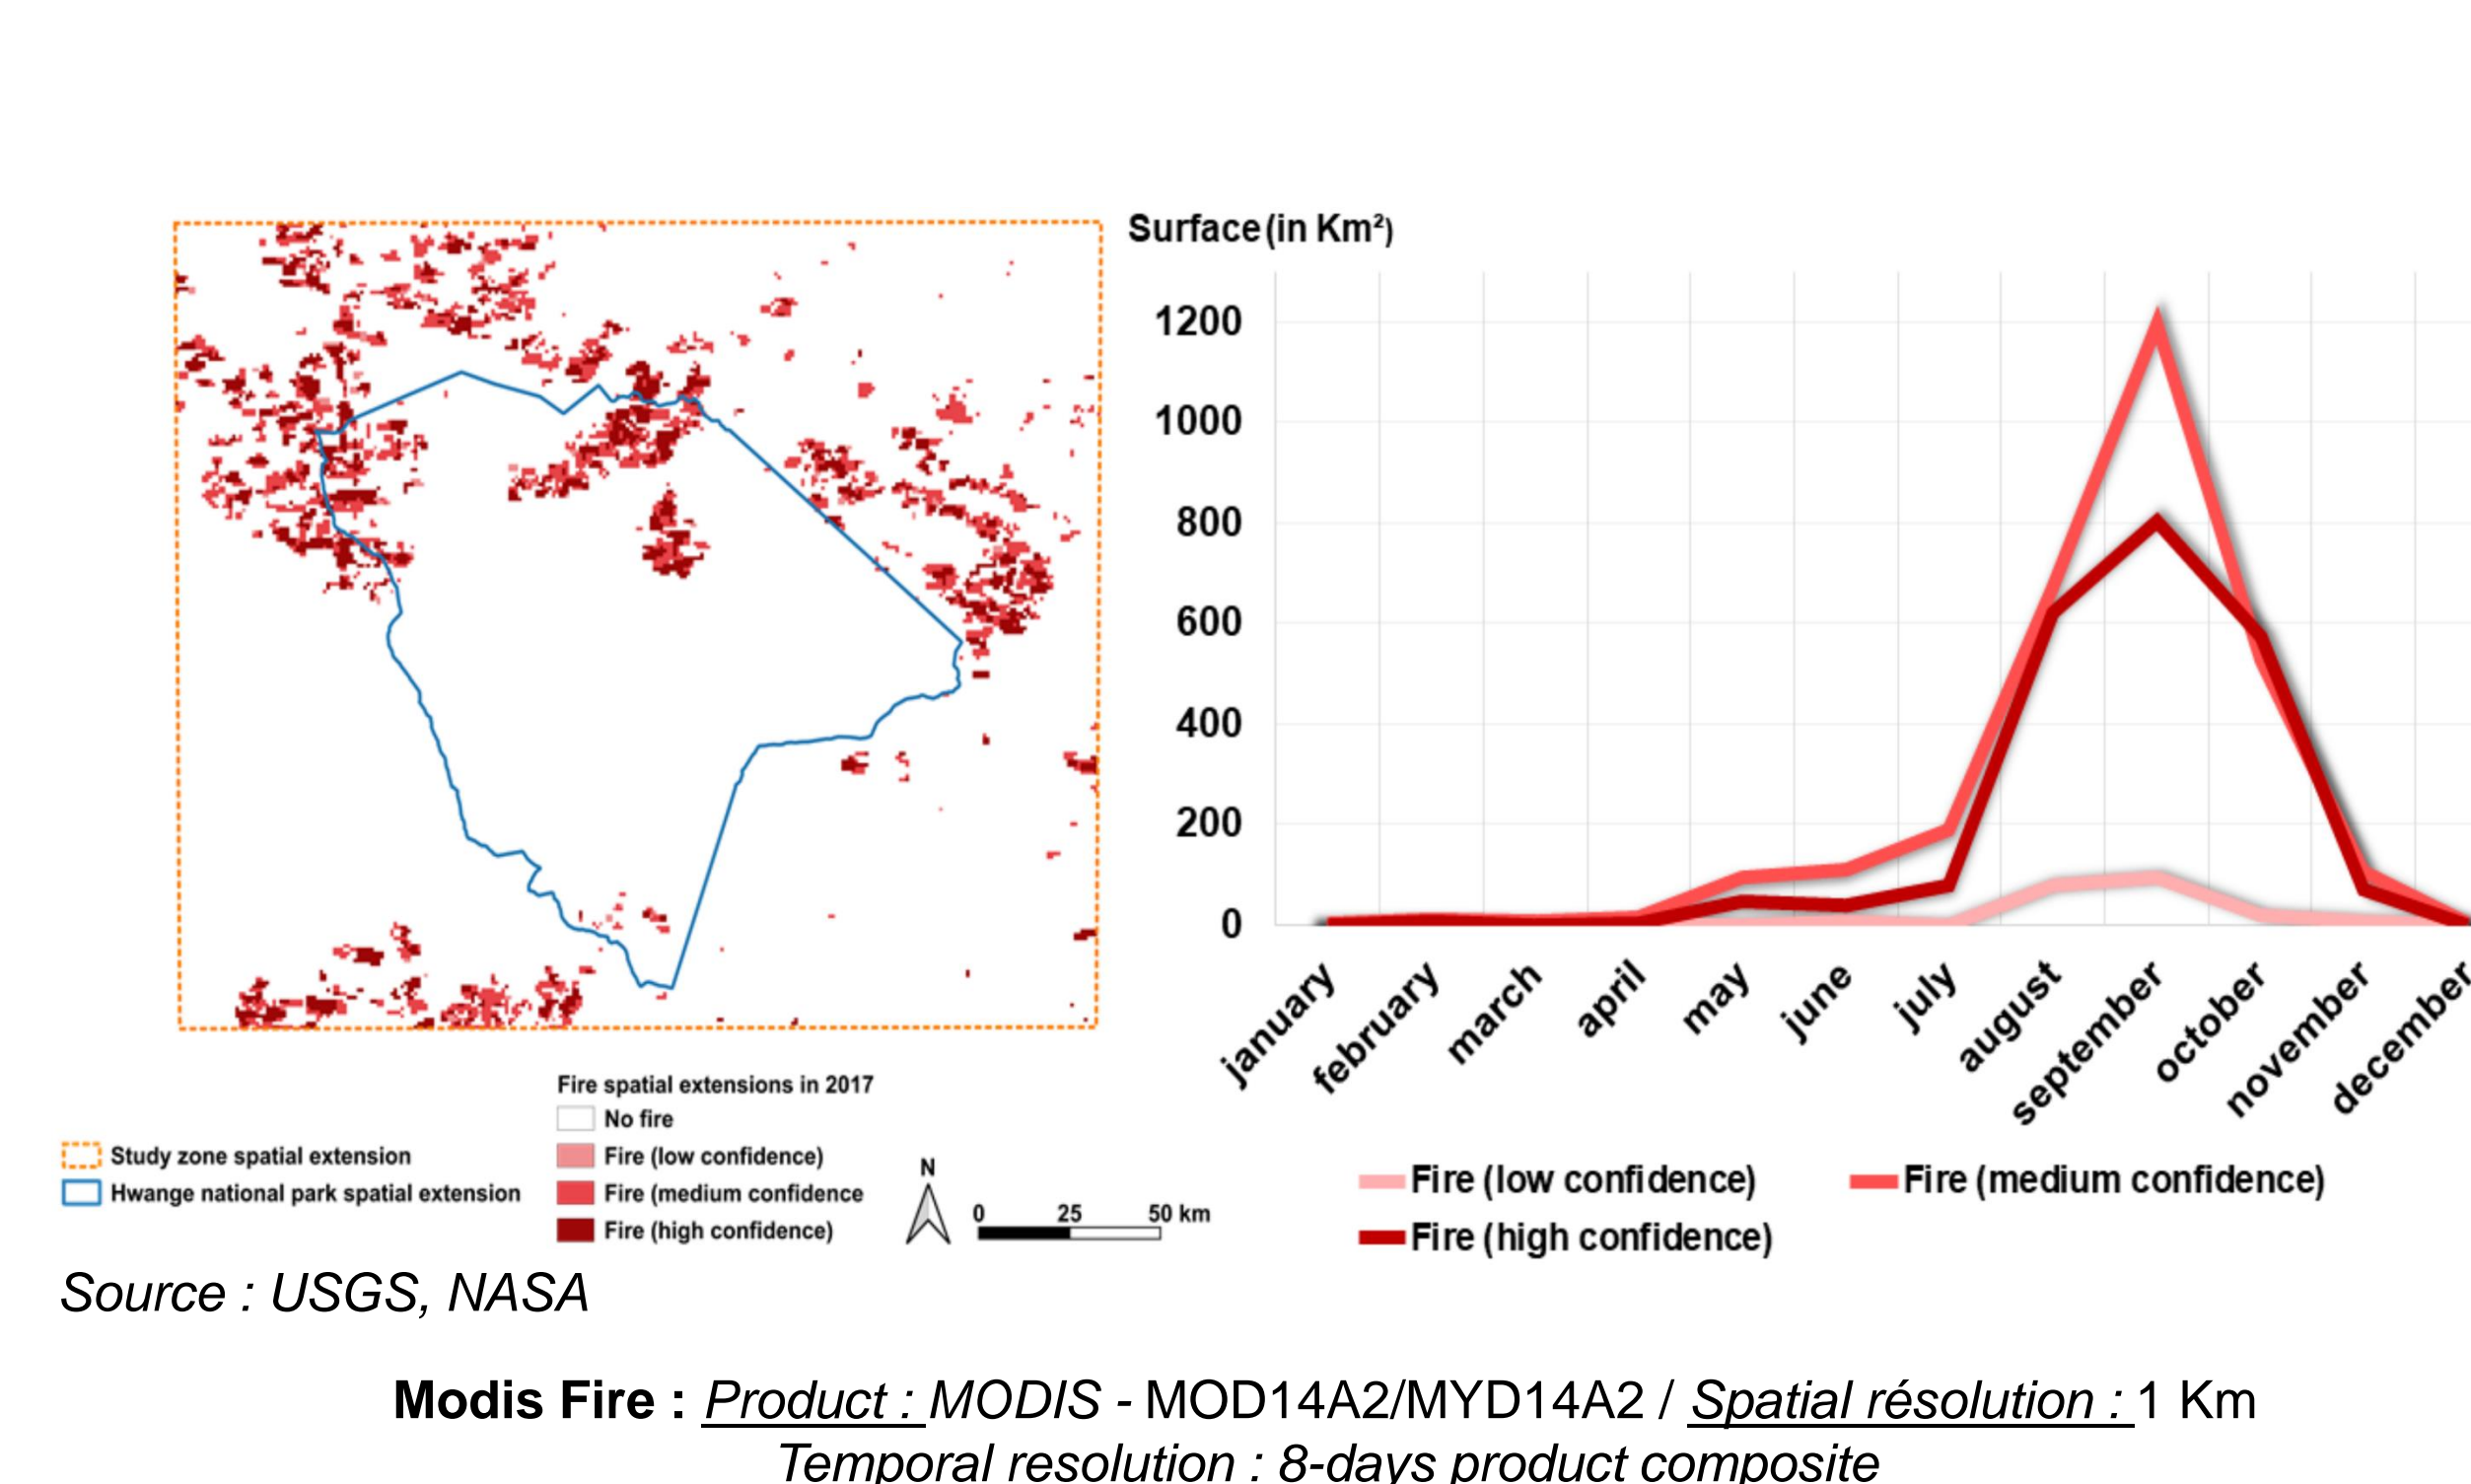 Surface (in Km²)
1200
1000
800
600
400
200
0
january
february
march
april
may
june
july
august
september
october
november
december
Fire spatial extensions in 2017
No fire
Study zone spatial extension
Fire (low confidence)
Hwange national park spatial extension
Fire (medium confidence
Fire (high confidence)
N
0 25 50 km
Fire (low confidence) Fire (medium confidence)
Fire (high confidence)
Source : USGS, NASA
Modis Fire : Product : MODIS - MOD14A2/MYD14A2 / Spatial résolution : 1 Km
Temporal resolution : 8-days product composite